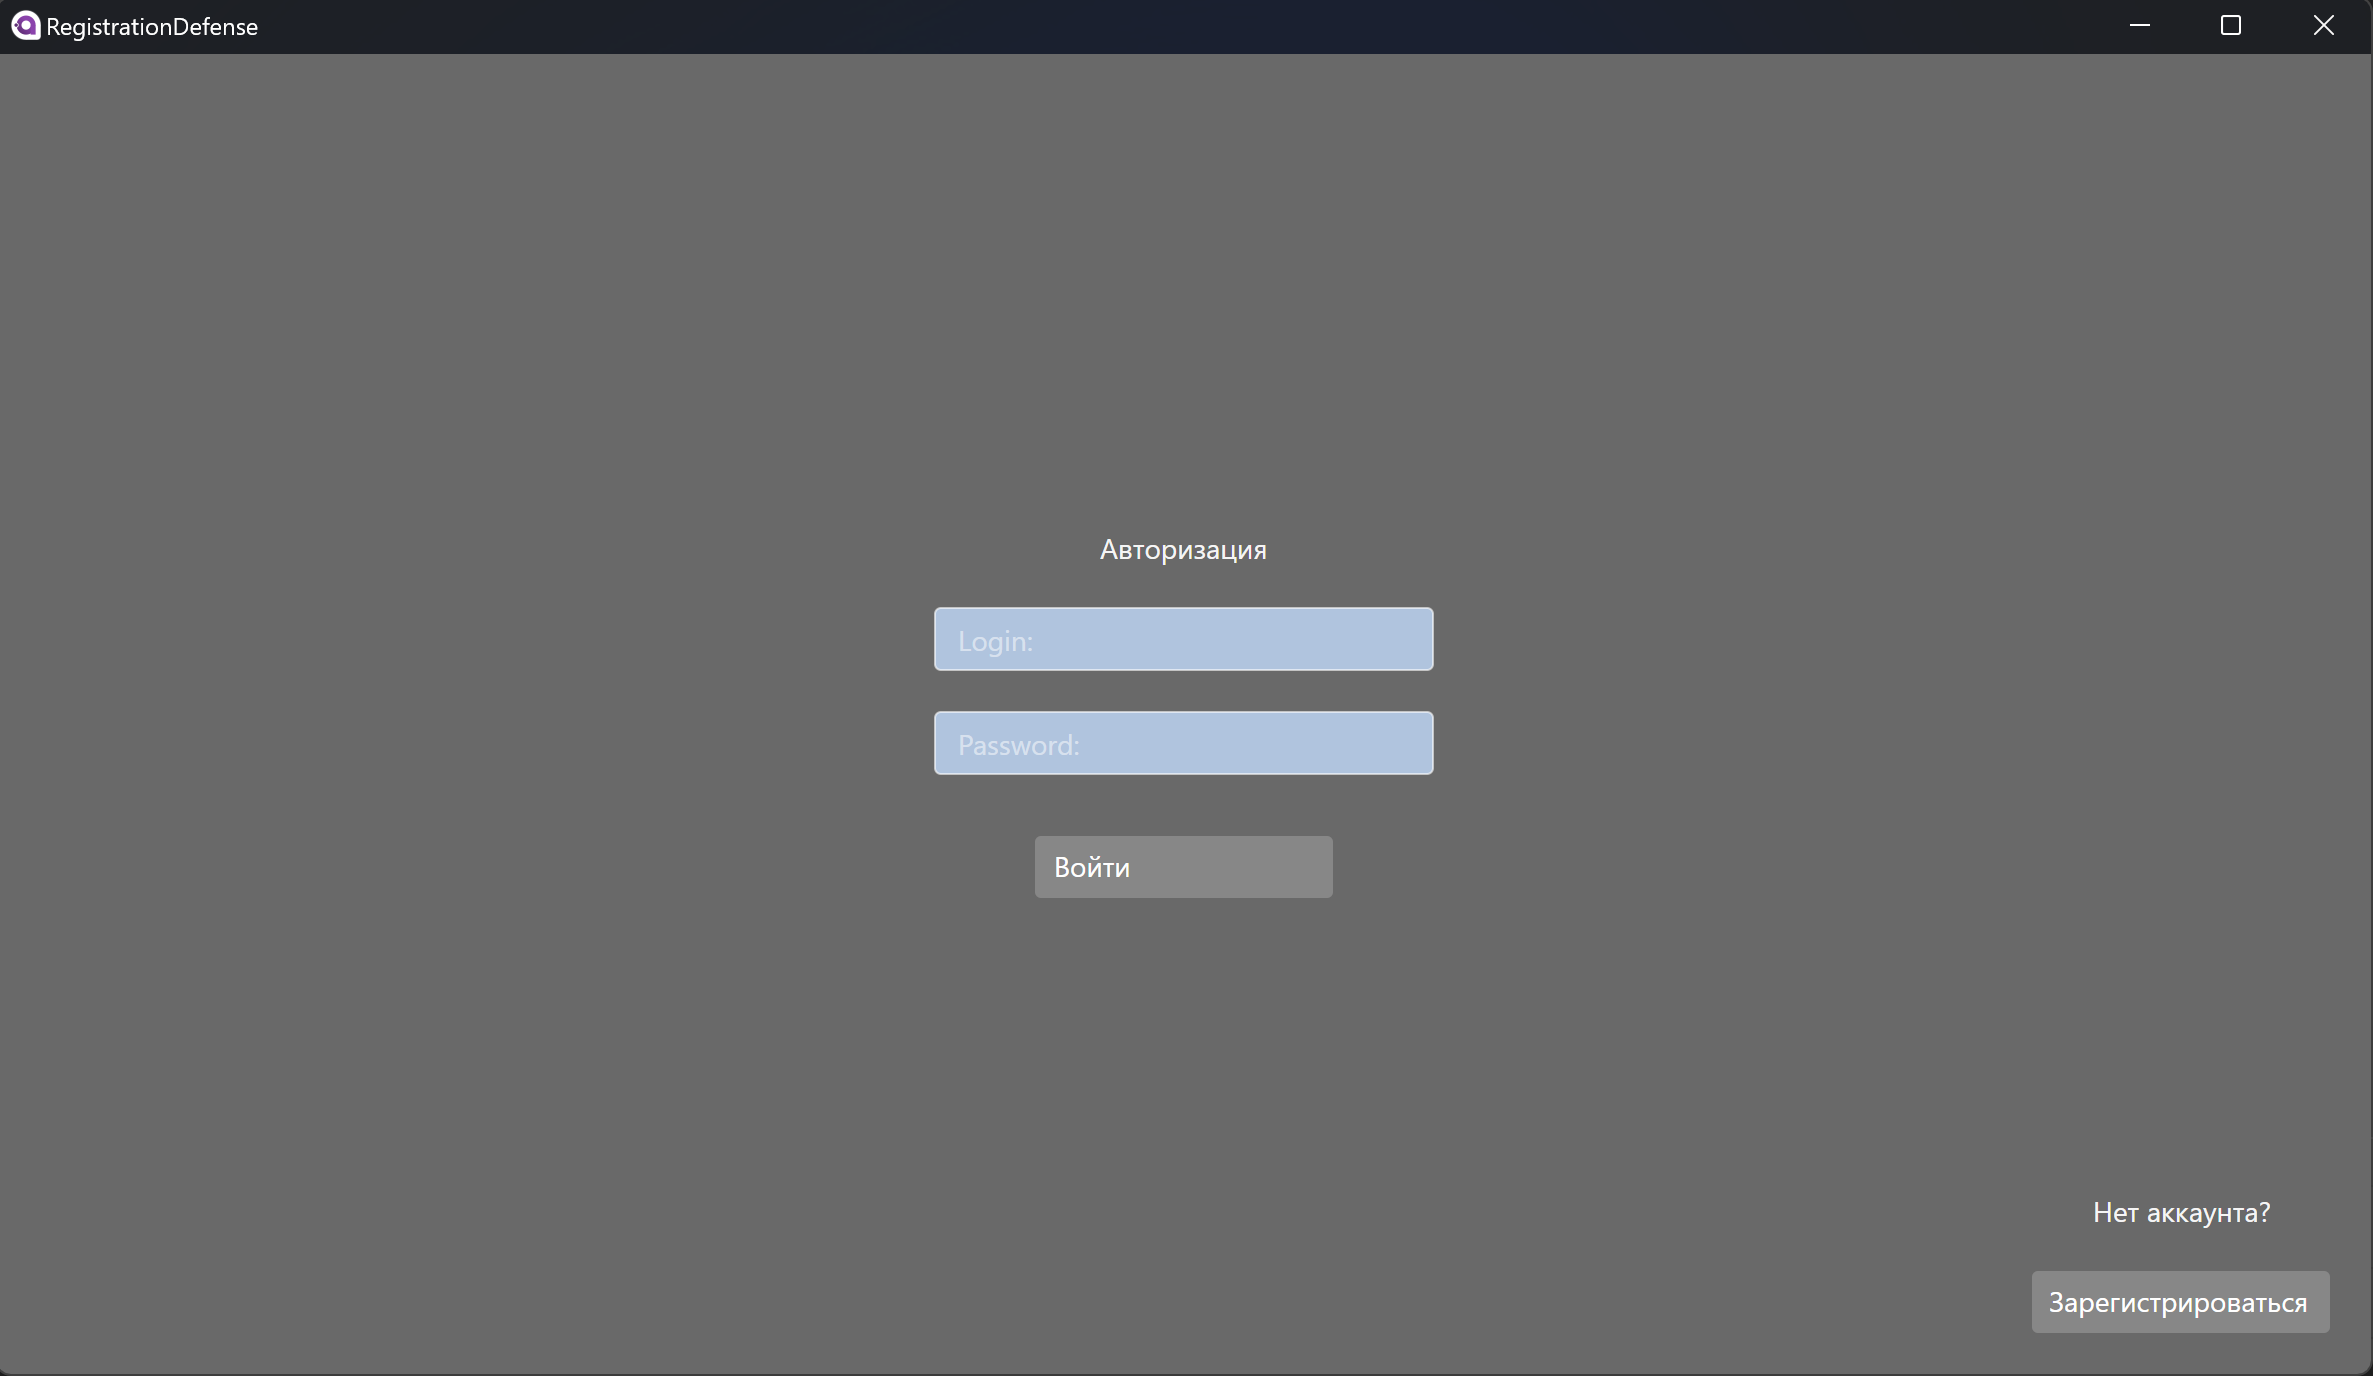 RegistrationDefense
Авторизация
Login:
Password:
Войти
Нет аккаунта?
Зарегистрироваться